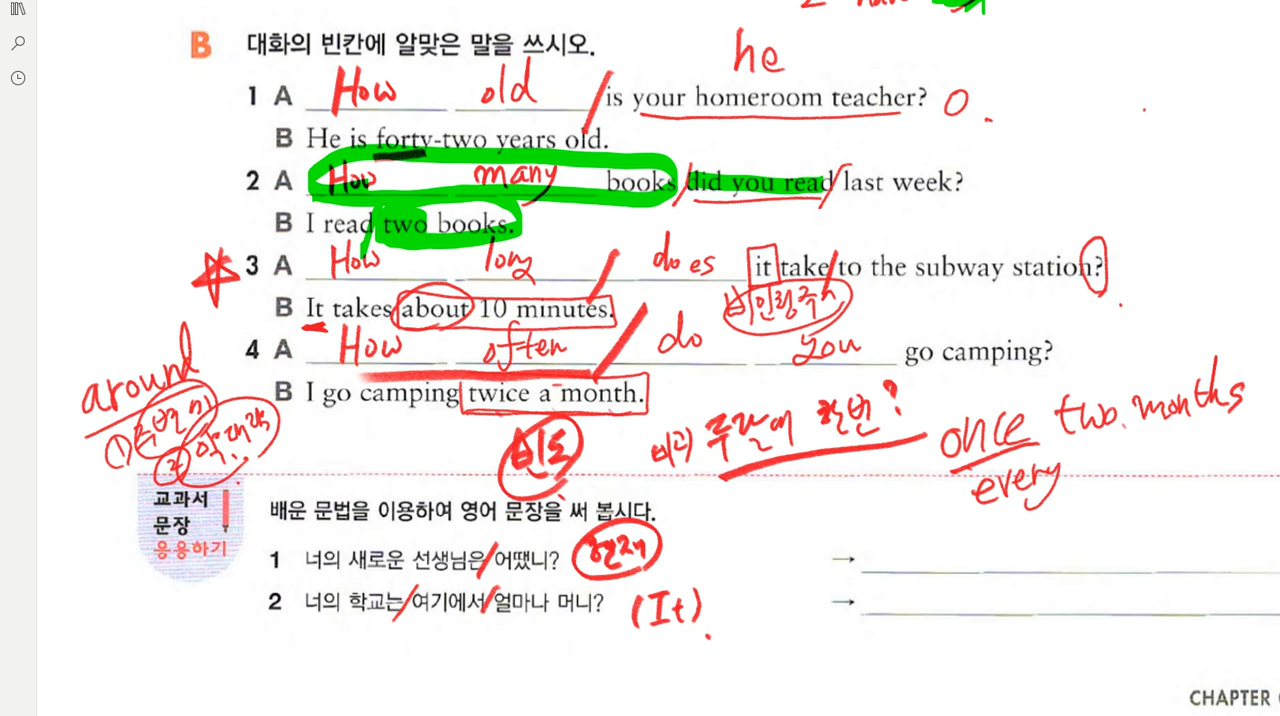 he
B 대화의 빈칸에 알맞은 말을 쓰시오.
1 A How old is your homeroom teacher? O.
B He is forty-two years old.
2 A How many books did you read last week?
B I read two books.
3 A How long does it take to the subway station?
B It takes about 10 minutes.
비인칭주어
4 A How often do you go camping?
B I go camping twice a month.
around
① 주변에
② 약, 대략
빈도
두달에 한번?
once two months
every
교과서
문장
응용하기
배운 문법을 이용하여 영어 문장을 써 봅시다.
1 너의 새로운 선생님은 어땠니? 현재 →
2 너의 학교는 여기에서 얼마나 머니? (It). →
CHAPTER